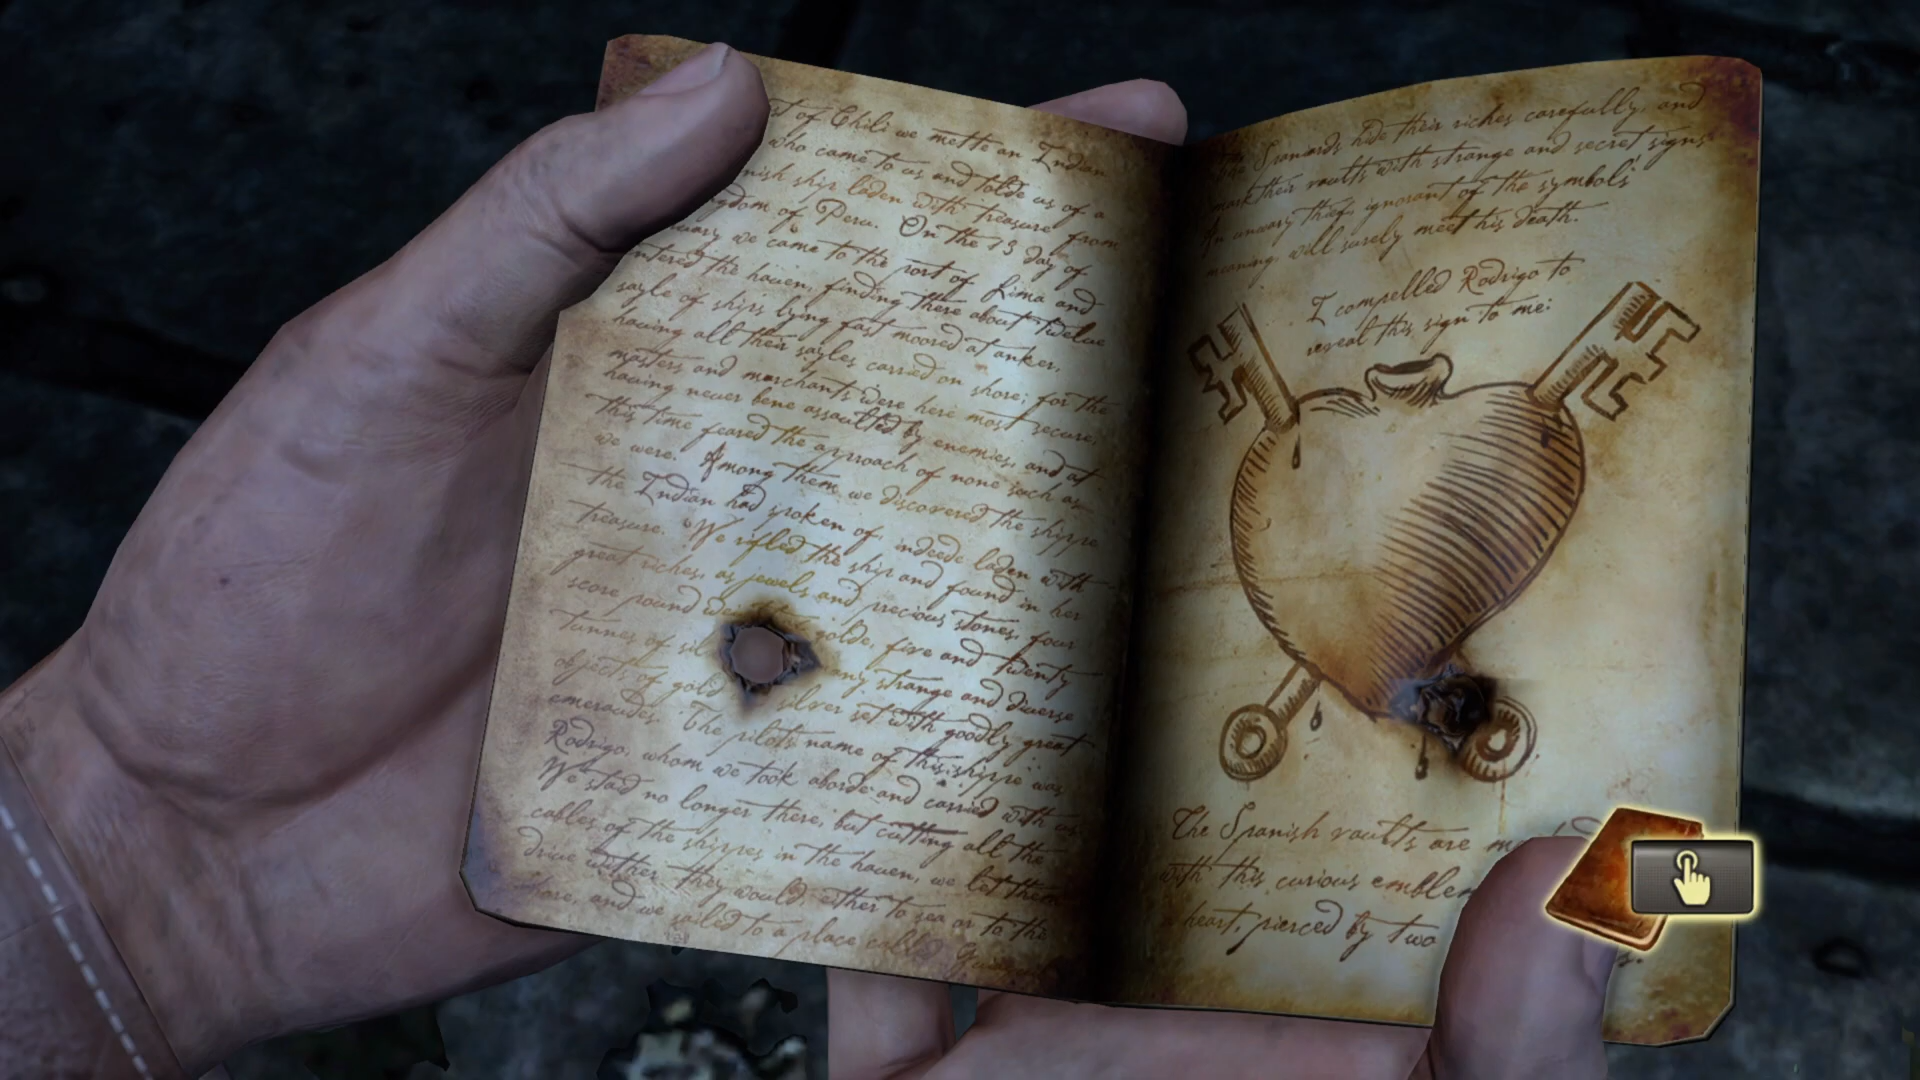 st of Chili we mette an Indian
who came to us and tolde us of a
nish ship laden with treasure from
gdom of Peru. On the 13 day of
uary we came to the port of Lima and
ntered the hauen, finding there about twelue
sayle of ships lying fast moored at anker,
hauing all their sayles carried on shore; for the
masters and marchants were here most secure,
hauing neuer bene assaulted by enemies, and at
this time feared the approach of none such as
we were. Among them we discovered the shippe
the Indian had spoken of, indeede laden with
treasure. We rifled the ship and found in her
great riches, as jewels and precious stones, four
score pound golde, fiue and twenty
tunnes of sil any strange and diuerse
objects of gold silver set with goodly great
emeraudes. The pilots name of this shippe was
Rodrigo, whom we took aborde and carried with us.
We staid no longer there, but cutting all the
cables of the shippes in the hauen, we let them
driue whither they would, either to sea or to the
shore, and we sailed to a place called
The Spaniards hide their riches carefully, and
mark their vaults with strange and secret signs.
An unwary thief, ignorant of the symbols'
meaning, will surely meet his death.
I compelled Rodrigo to
reveal this sign to me:
The Spanish vaults are
with this curious emblem
a heart, pierced by two